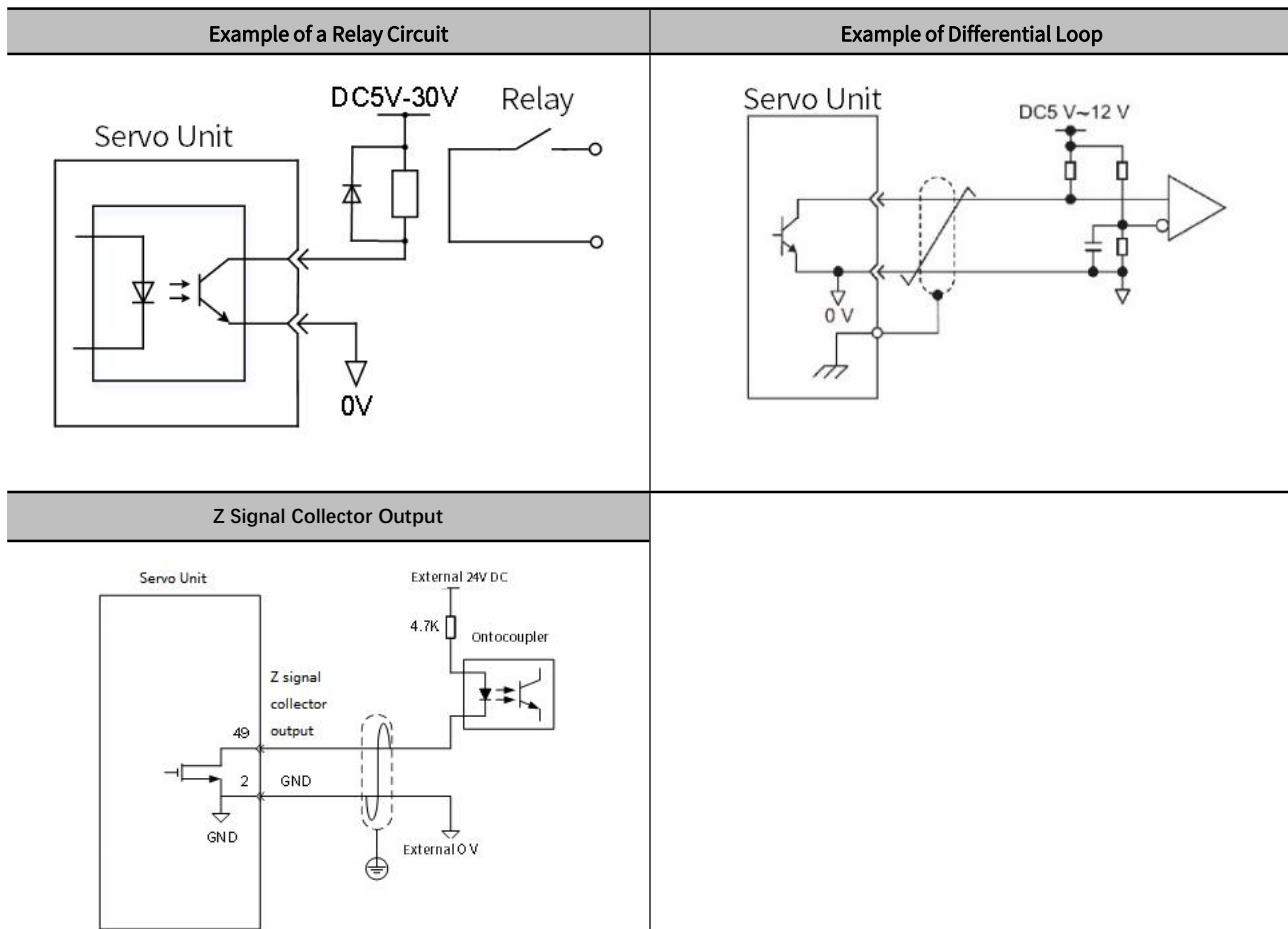 Example of a Relay Circuit
Example of Differential Loop
DC5V-30V
Relay
Servo Unit
0V
Servo Unit
DC5 V~12 V
0 V
Z Signal Collector Output
Servo Unit
External 24V DC
4.7K
Ontocoupler
Z signal
collector
output
49
2
GND
GND
External 0 V